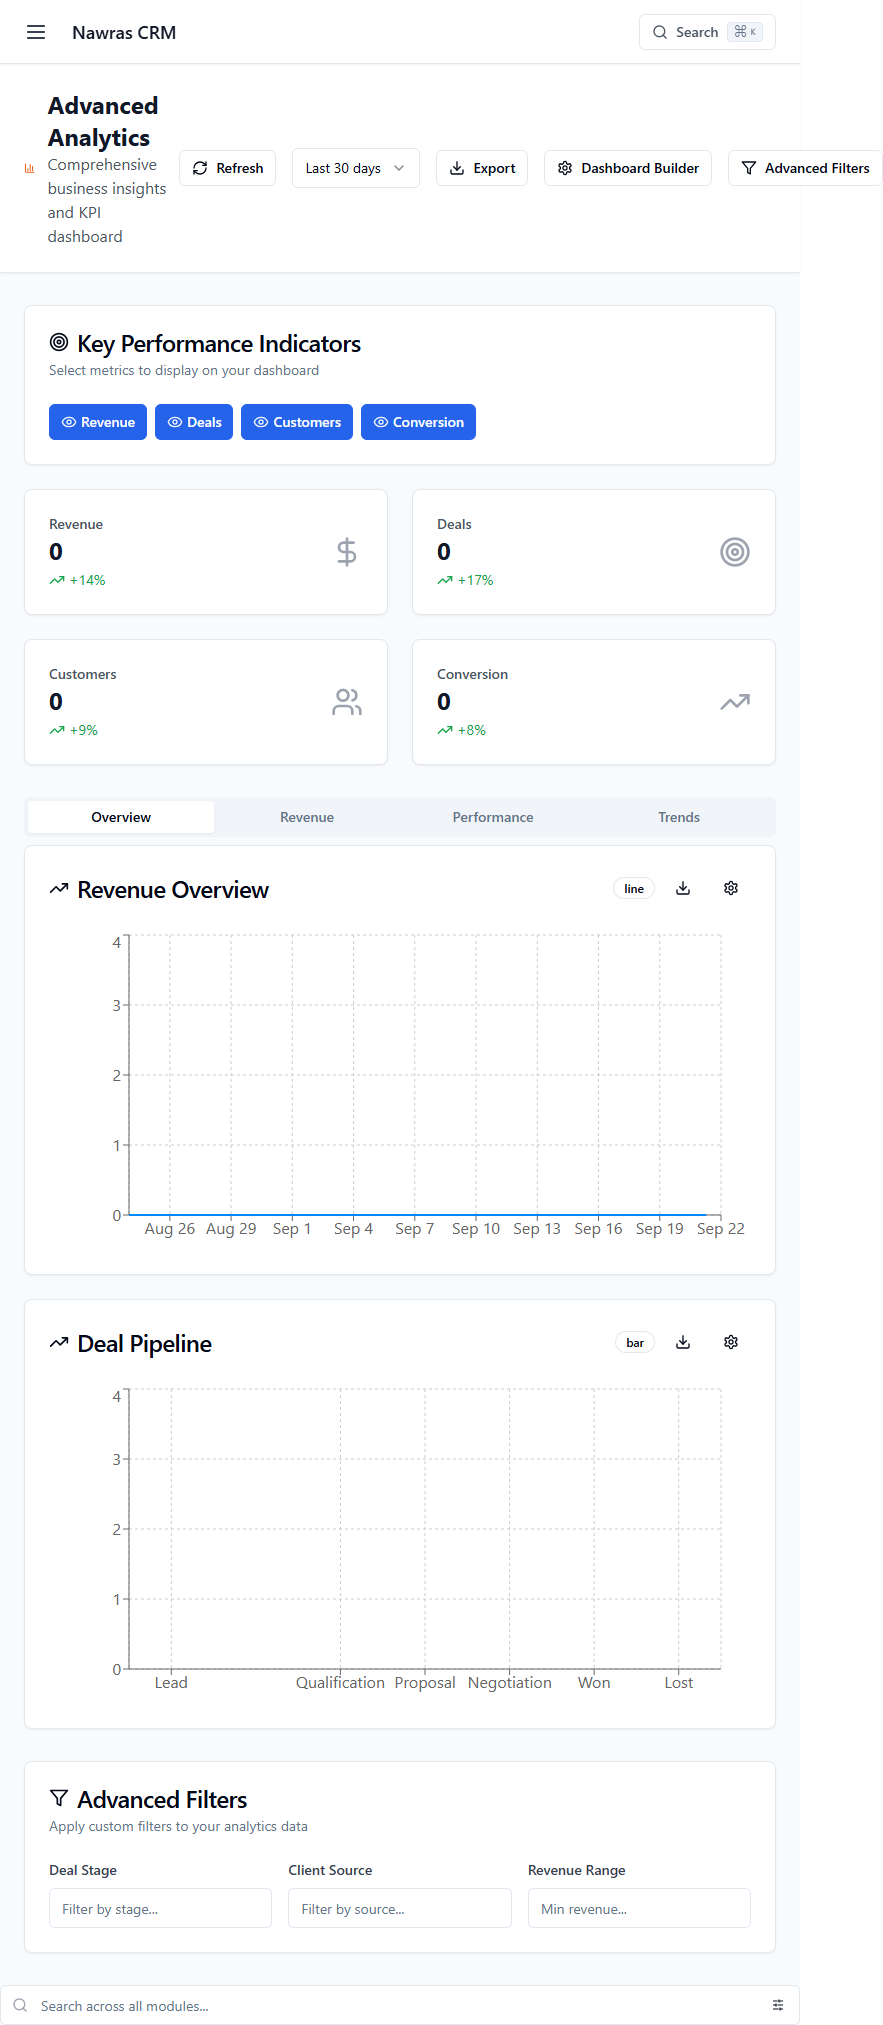 Nawras CRM
Search ⌘ K
Advanced
Analytics
Comprehensive
business insights
and KPI
dashboard
Refresh
Last 30 days
Export
Dashboard Builder
Advanced Filters
Key Performance Indicators
Select metrics to display on your dashboard
Revenue
Deals
Customers
Conversion
Revenue
0
+14%
Deals
0
+17%
Customers
0
+9%
Conversion
0
+8%
Overview
Revenue
Performance
Trends
Revenue Overview
line
4
3
2
1
0
Aug 26 Aug 29 Sep 1 Sep 4 Sep 7 Sep 10 Sep 13 Sep 16 Sep 19 Sep 22
Deal Pipeline
bar
4
3
2
1
0
Lead Qualification Proposal Negotiation Won Lost
Advanced Filters
Apply custom filters to your analytics data
Deal Stage
Filter by stage...
Client Source
Filter by source...
Revenue Range
Min revenue...
Search across all modules...